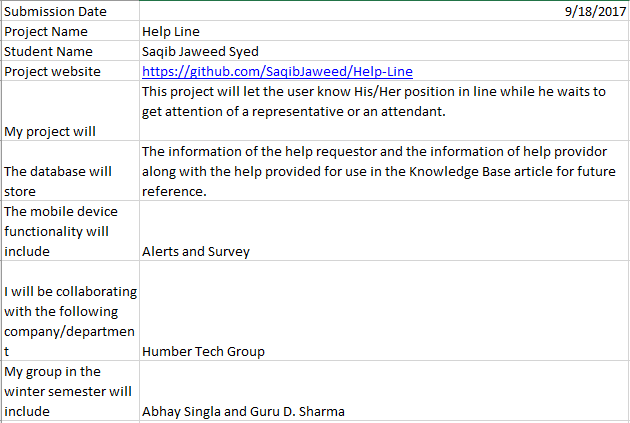 Submission Date 9/18/2017
Project Name Help Line
Student Name Saqib Jaweed Syed
Project website https://github.com/SaqibJaweed/Help-Line
This project will let the user know His/Her position in line while he waits to
get attention of a representative or an attendant.
My project will
The information of the help requestor and the information of help providor
The database will along with the help provided for use in the Knowledge Base article for future
store reference.
The mobile device
functionality will
include Alerts and Survey
I will be collaborating
with the following
company/departmen
t Humber Tech Group
My group in the
winter semester will
include Abhay Singla and Guru D. Sharma